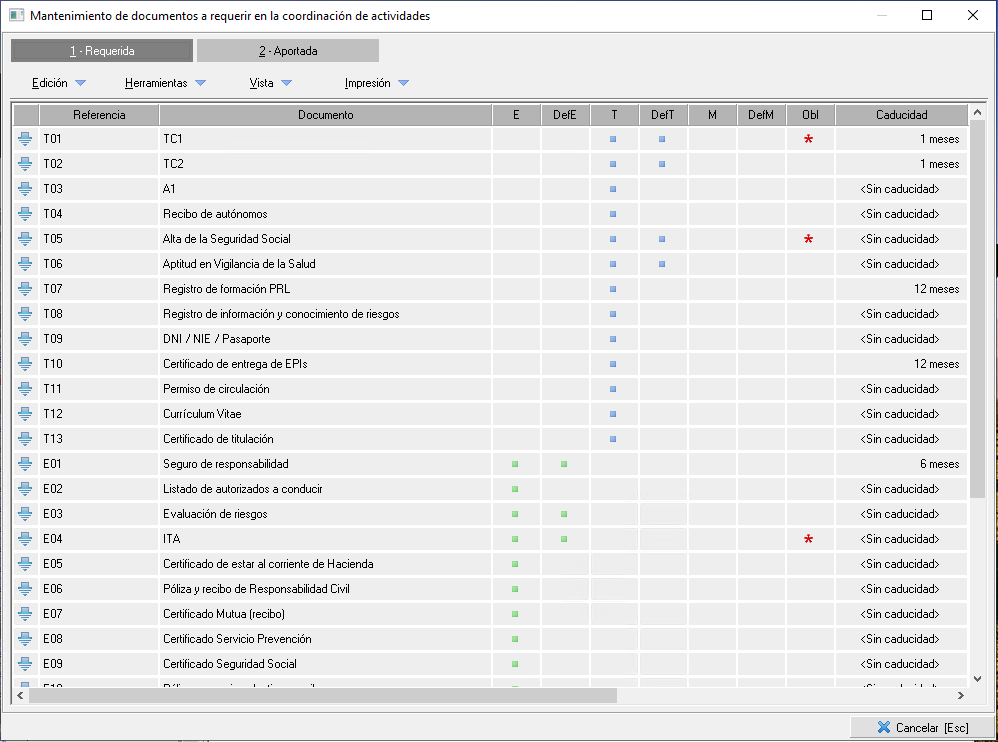 Mantenimiento de documentos a requerir en la coordinación de actividades
1 - Requerida 2 - Aportada
Edición Herramientas Vista Impresión
Referencia Documento E DefE T DefT M DefM Obl Caducidad
T01 TC1 * 1 meses
T02 TC2 1 meses
T03 A1 <Sin caducidad>
T04 Recibo de autónomos <Sin caducidad>
T05 Alta de la Seguridad Social * <Sin caducidad>
T06 Aptitud en Vigilancia de la Salud <Sin caducidad>
T07 Registro de formación PRL 12 meses
T08 Registro de información y conocimiento de riesgos <Sin caducidad>
T09 DNI / NIE / Pasaporte <Sin caducidad>
T10 Certificado de entrega de EPIs 12 meses
T11 Permiso de circulación <Sin caducidad>
T12 Currículum Vitae <Sin caducidad>
T13 Certificado de titulación <Sin caducidad>
E01 Seguro de responsabilidad 6 meses
E02 Listado de autorizados a conducir <Sin caducidad>
E03 Evaluación de riesgos <Sin caducidad>
E04 ITA * <Sin caducidad>
E05 Certificado de estar al corriente de Hacienda <Sin caducidad>
E06 Póliza y recibo de Responsabilidad Civil <Sin caducidad>
E07 Certificado Mutua (recibo) <Sin caducidad>
E08 Certificado Servicio Prevención <Sin caducidad>
E09 Certificado Seguridad Social <Sin caducidad>
Cancelar [Esc]